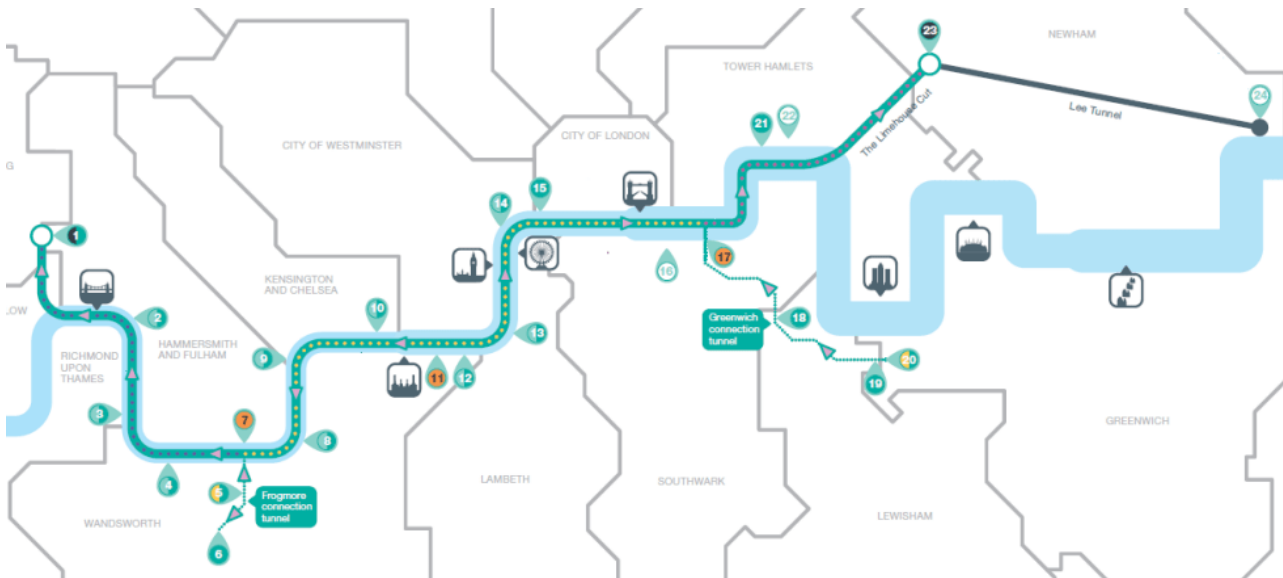 23
NEWHAM
TOWER HAMLETS
24
Lee Tunnel
The Limehouse Cut
21
22
CITY OF LONDON
CITY OF WESTMINSTER
G
15
14
1
16
17
KENSINGTON
AND CHELSEA
10
LOW
2
HAMMERSMITH
AND FULHAM
13
Greenwich
connection
tunnel
18
RICHMOND
UPON
THAMES
9
11
12
20
19
3
7
8
GREENWICH
4
LAMBETH
SOUTHWARK
5
Frogmore
connection
tunnel
6
WANDSWORTH
LEWISHAM